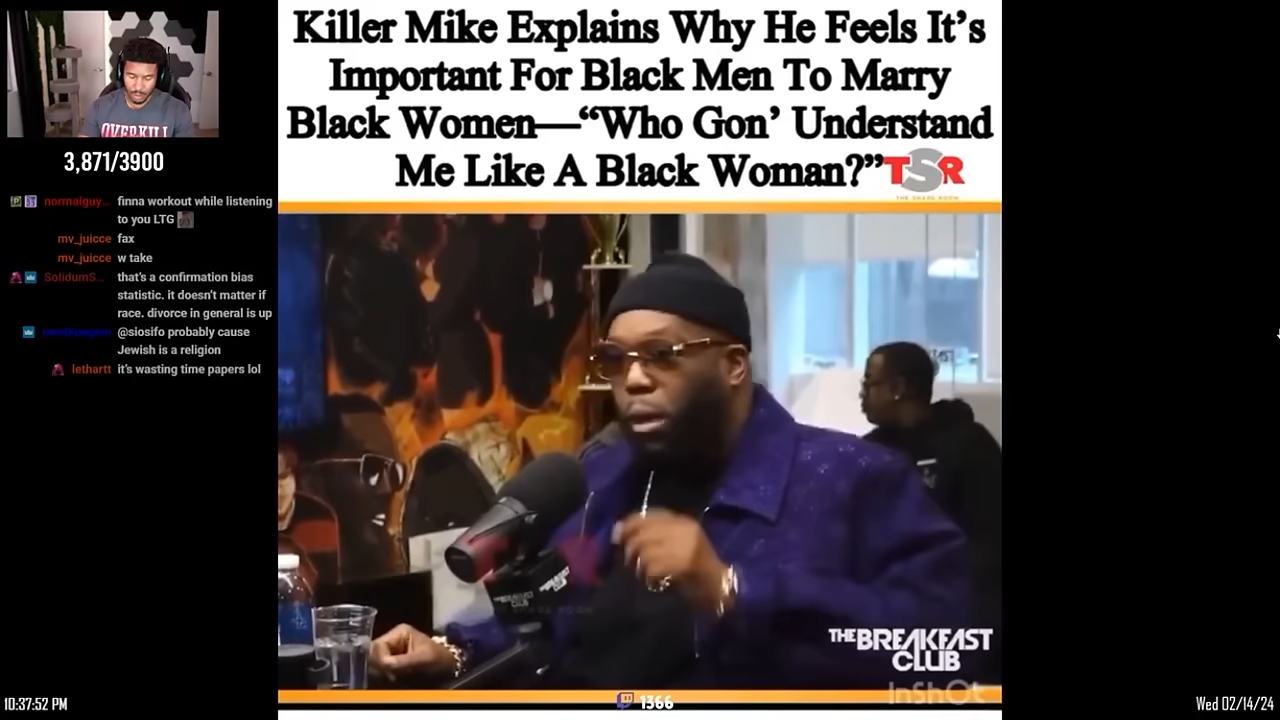 Killer Mike Explains Why He Feels It’s
Important For Black Men To Marry
Black Women—“Who Gon’ Understand
Me Like A Black Woman?”
TSR
THE SHADE ROOM
OVERKILL
3,871/3900
normalguy... finna workout while listening
to you LTG
mv_juicce fax
mv_juicce w take
SolidumS... that's a confirmation bias
statistic. it doesn't matter if
race. divorce in general is up
@siosifo probably cause
Jewish is a religion
lethartt it's wasting time papers lol
THE BREAKFAST
CLUB
THE BREAKFAST
CLUB
InShOt
10:37:52 PM
1366
Wed 02/14/24